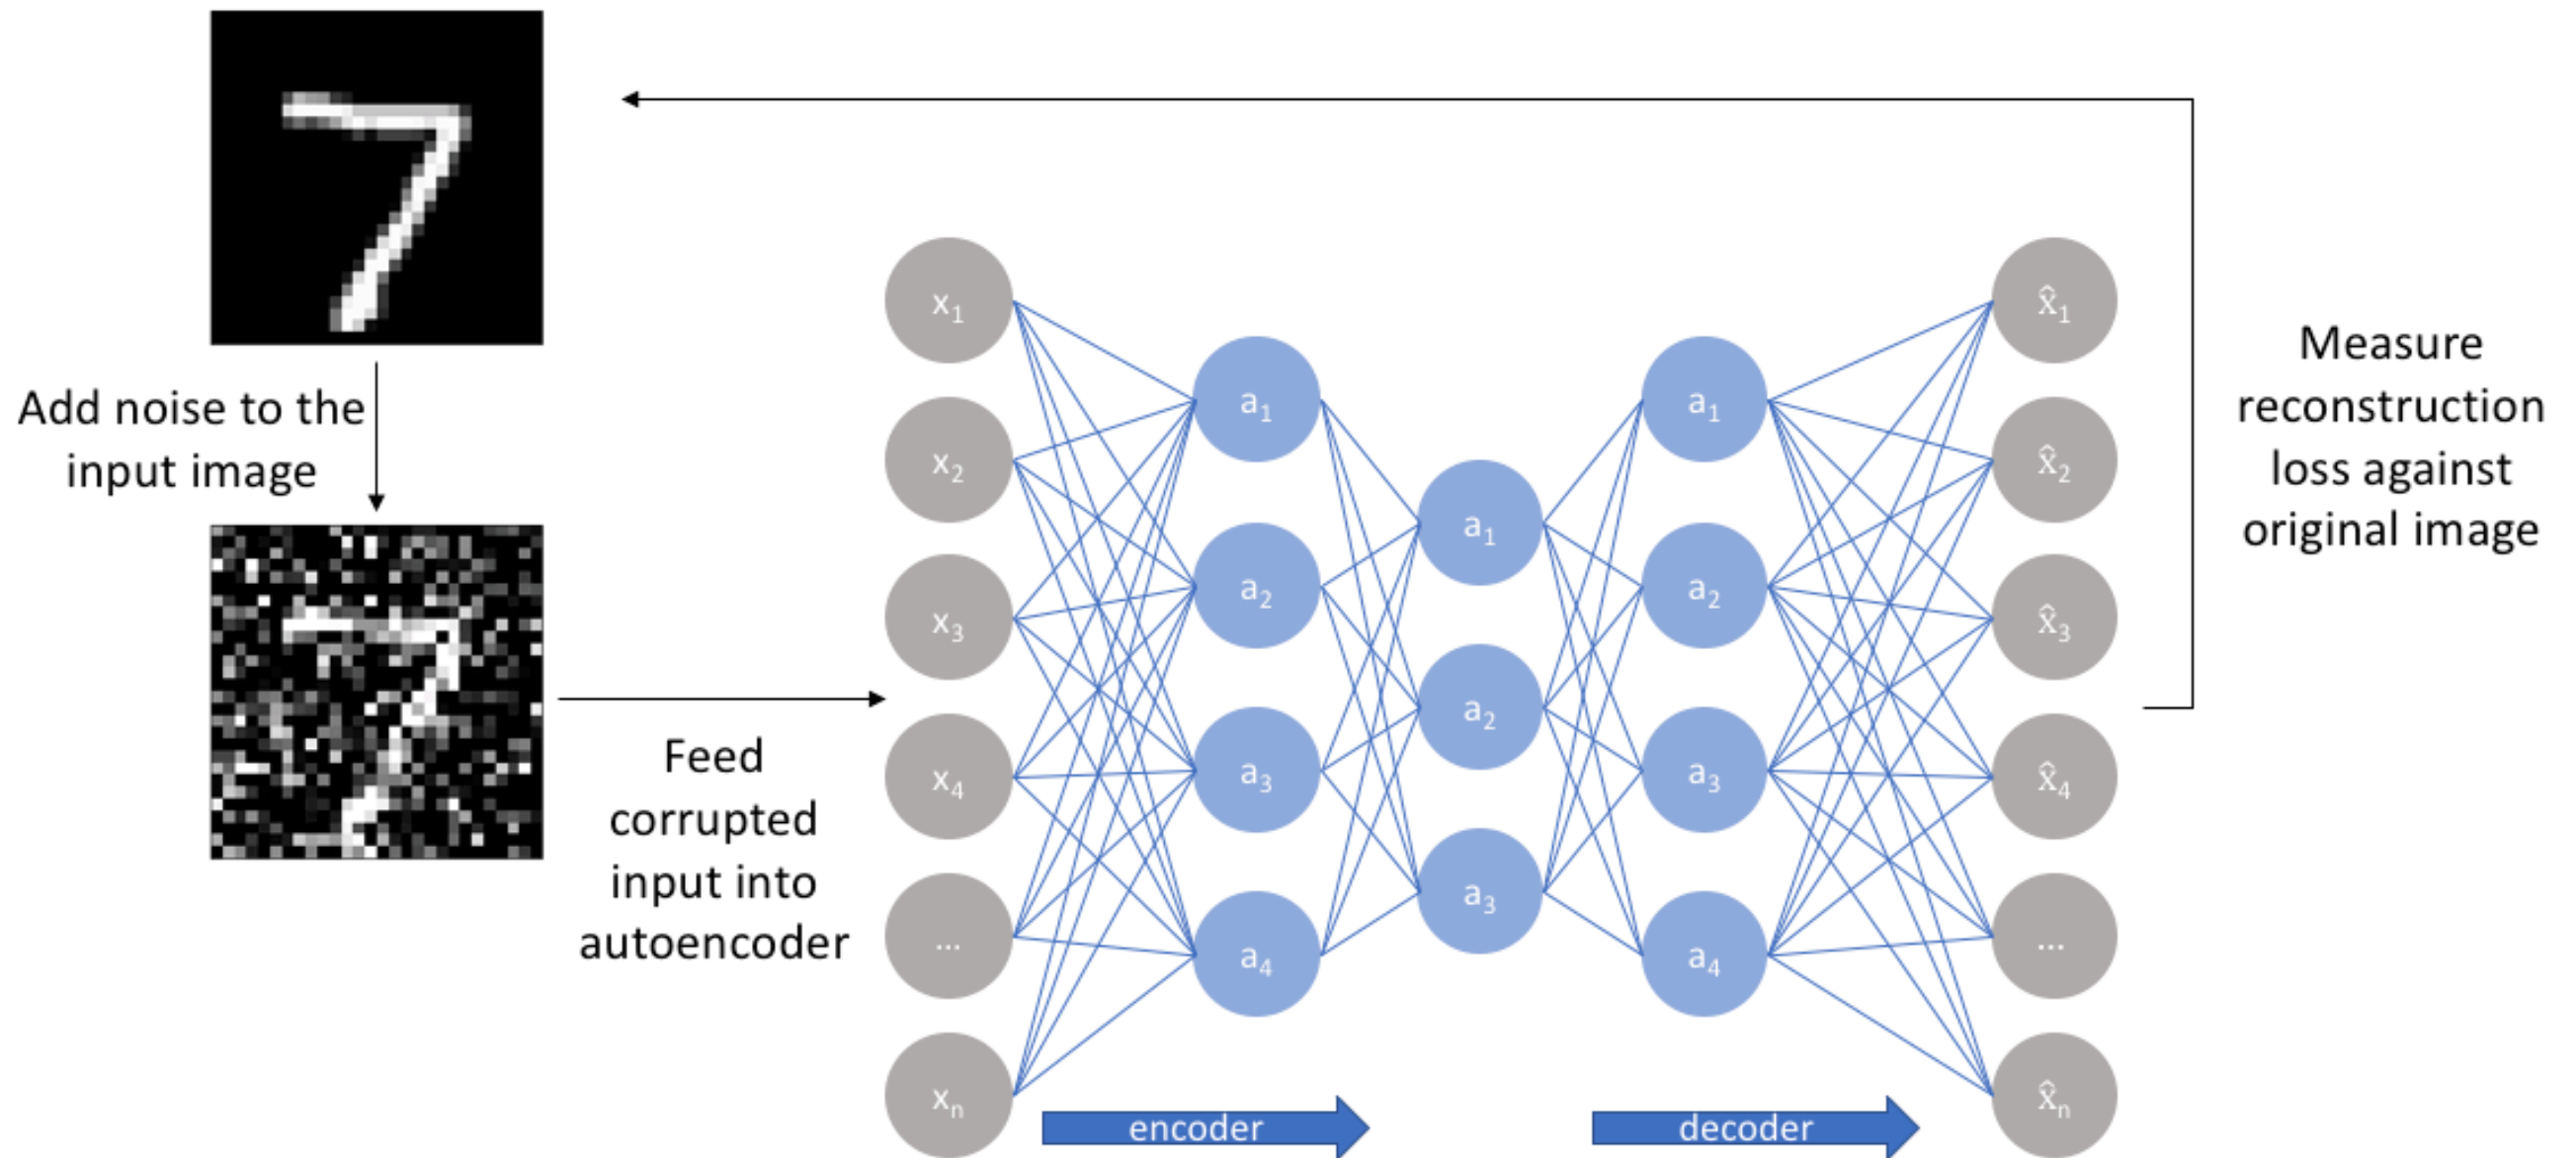 Add noise to the
input image
Feed
corrupted
input into
autoencoder
x₁
x₂
x₃
x₄
...
xₙ
a₁
a₂
a₃
a₄
a₁
a₂
a₃
a₁
a₂
a₃
a₄
x̂₁
x̂₂
x̂₃
x̂₄
...
x̂ₙ
encoder
decoder
Measure
reconstruction
loss against
original image